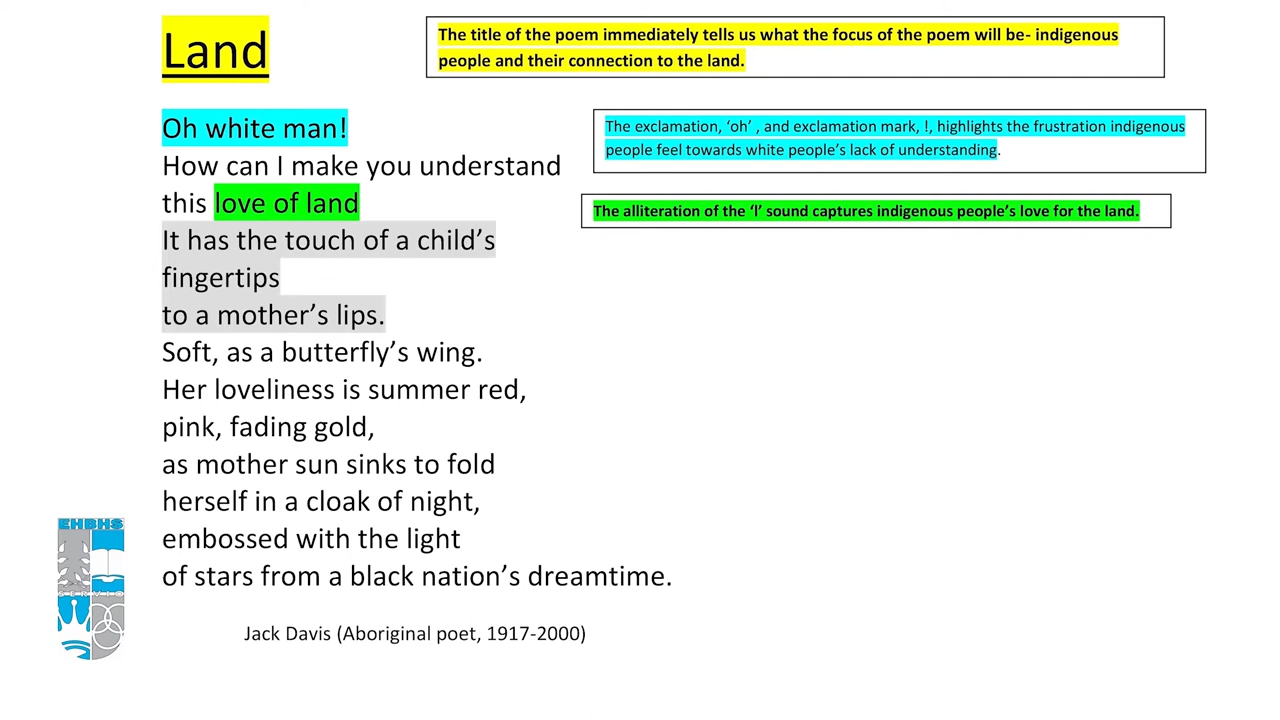 Land
The title of the poem immediately tells us what the focus of the poem will be- indigenous
people and their connection to the land.
Oh white man!
The exclamation, ‘oh’ , and exclamation mark, !, highlights the frustration indigenous
people feel towards white people’s lack of understanding.
How can I make you understand
this love of land
The alliteration of the ‘l’ sound captures indigenous people’s love for the land.
It has the touch of a child’s
fingertips
to a mother’s lips.
Soft, as a butterfly’s wing.
Her loveliness is summer red,
pink, fading gold,
as mother sun sinks to fold
herself in a cloak of night,
embossed with the light
of stars from a black nation’s dreamtime.
Jack Davis (Aboriginal poet, 1917-2000)
EHBHS
SERVIO